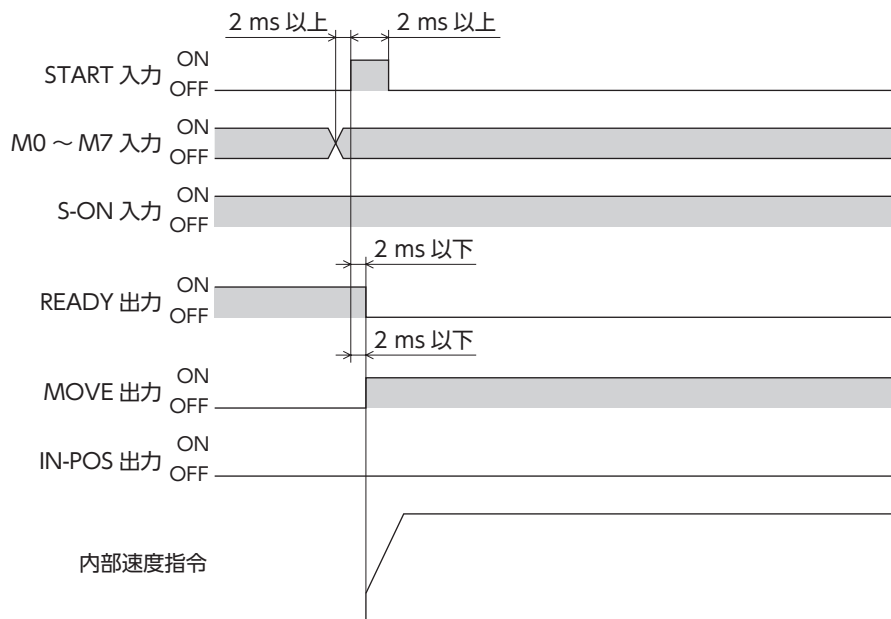 2 ms 以上 2 ms 以上
START 入力 ON
OFF
M0 ～ M7 入力 ON
OFF
S-ON 入力 ON
OFF
2 ms 以下
READY 出力 ON
OFF
2 ms 以下
MOVE 出力 ON
OFF
IN-POS 出力 ON
OFF
内部速度指令